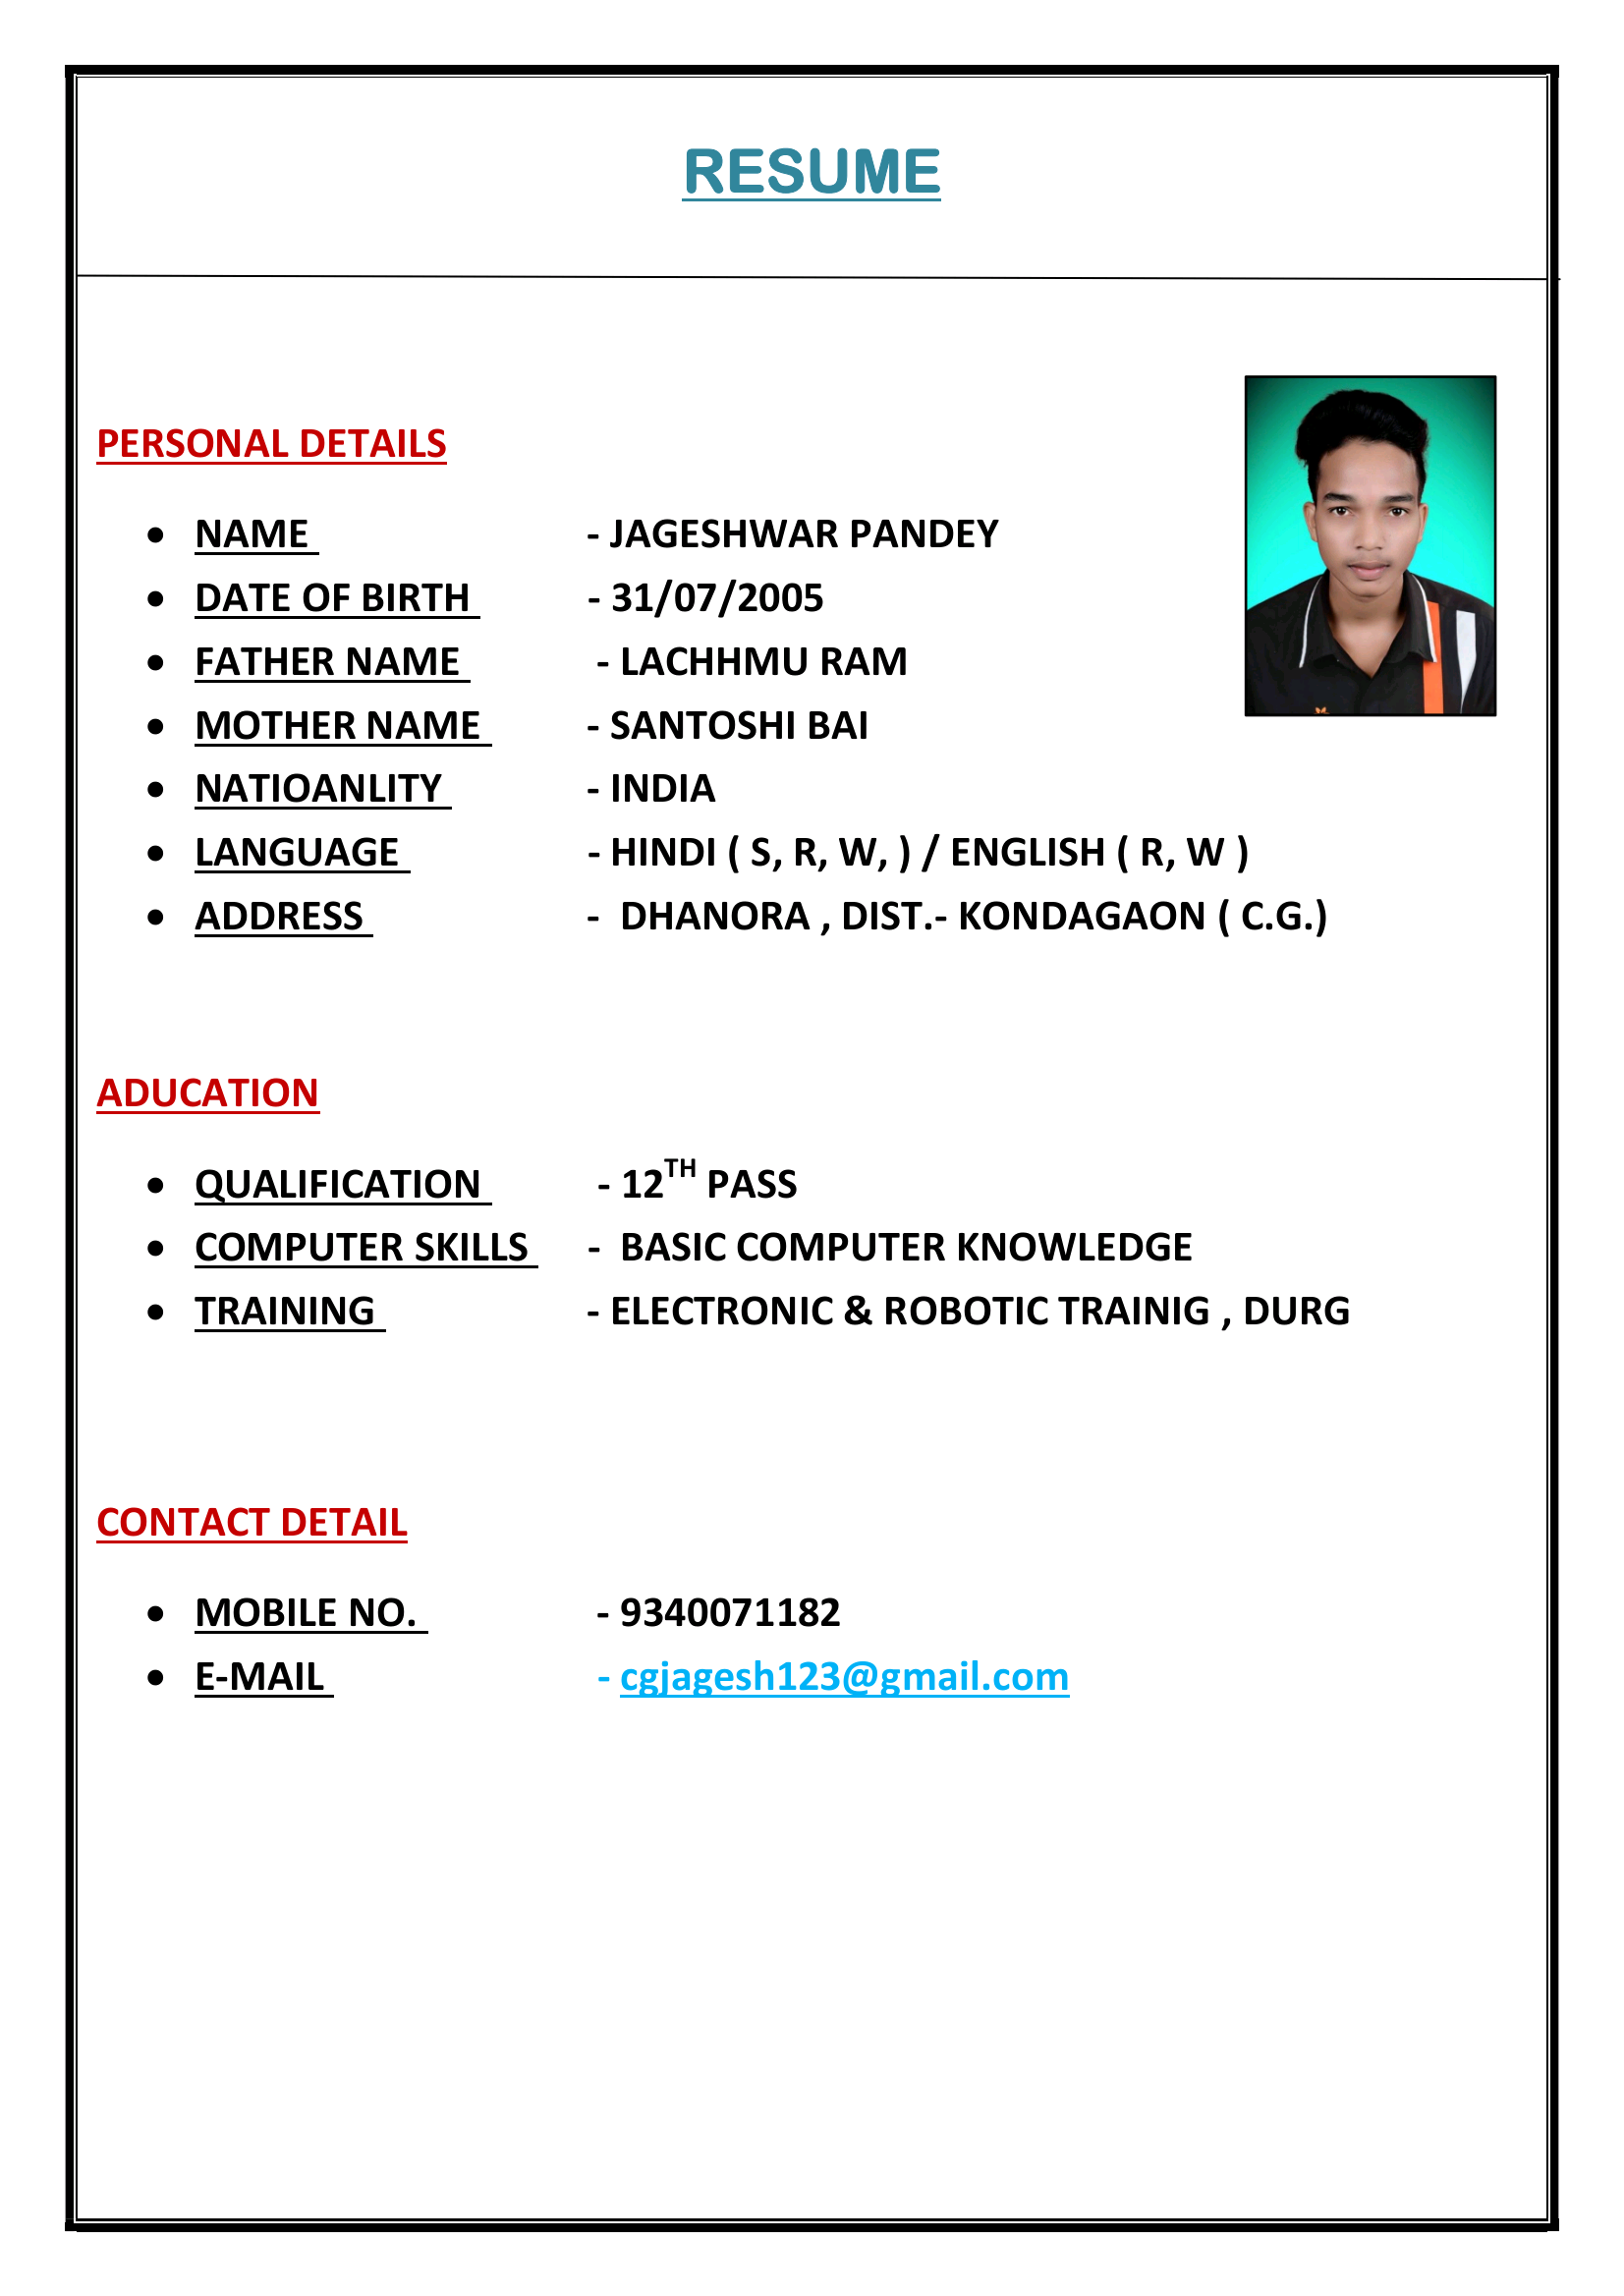 RESUME
PERSONAL DETAILS
• NAME - JAGESHWAR PANDEY
• DATE OF BIRTH - 31/07/2005
• FATHER NAME - LACHHMU RAM
• MOTHER NAME - SANTOSHI BAI
• NATIOANLITY - INDIA
• LANGUAGE - HINDI ( S, R, W, ) / ENGLISH ( R, W )
• ADDRESS - DHANORA , DIST.- KONDAGAON ( C.G.)
ADUCATION
• QUALIFICATION - 12TH PASS
• COMPUTER SKILLS - BASIC COMPUTER KNOWLEDGE
• TRAINING - ELECTRONIC & ROBOTIC TRAINIG , DURG
CONTACT DETAIL
• MOBILE NO. - 9340071182
• E-MAIL - cgjagesh123@gmail.com